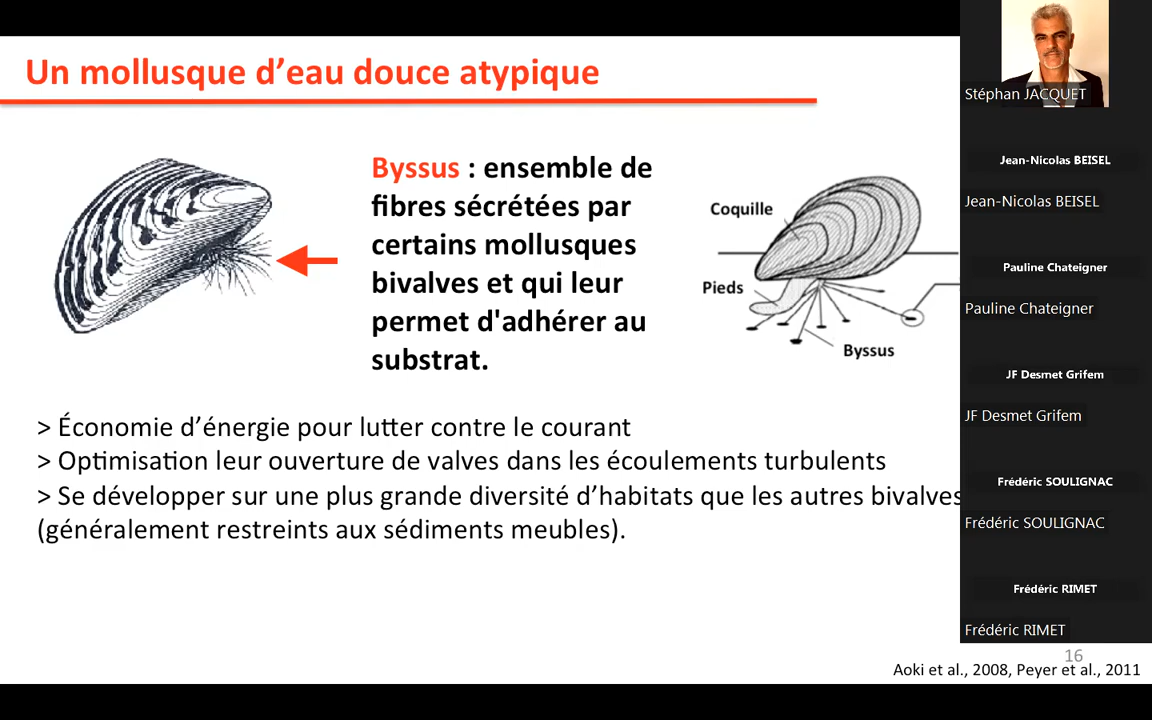 Un mollusque d’eau douce atypique
Byssus : ensemble de
fibres sécrétées par
certains mollusques
bivalves et qui leur
permet d'adhérer au
substrat.
Coquille
Pieds
Byssus
> Économie d’énergie pour lutter contre le courant
> Optimisation leur ouverture de valves dans les écoulements turbulents
> Se développer sur une plus grande diversité d’habitats que les autres bivalves
(généralement restreints aux sédiments meubles).
16
Aoki et al., 2008, Peyer et al., 2011
Stéphan JACQUET
Jean-Nicolas BEISEL
Jean-Nicolas BEISEL
Pauline Chateigner
Pauline Chateigner
JF Desmet Grifem
JF Desmet Grifem
Frédéric SOULIGNAC
Frédéric SOULIGNAC
Frédéric RIMET
Frédéric RIMET